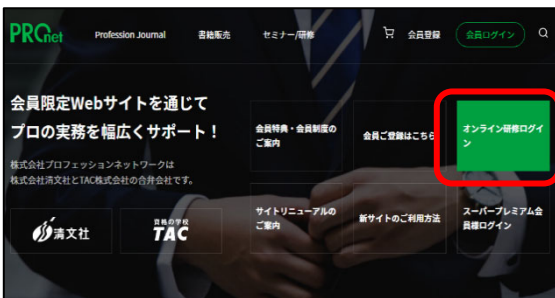 PROnet
Profession Journal
書籍販売
セミナー/研修
会員登録
会員ログイン
会員限定Webサイトを通じて
プロの実務を幅広くサポート！
株式会社プロフェッションネットワークは
株式会社清文社とTAC株式会社の合弁会社です。
清文社
資格の学校
TAC
会員特典・会員制度の
ご案内
会員ご登録はこちら
オンライン研修ログイ
ン
サイトリニューアルの
ご案内
新サイトのご利用方法
スーパープレミアム会
員様ログイン